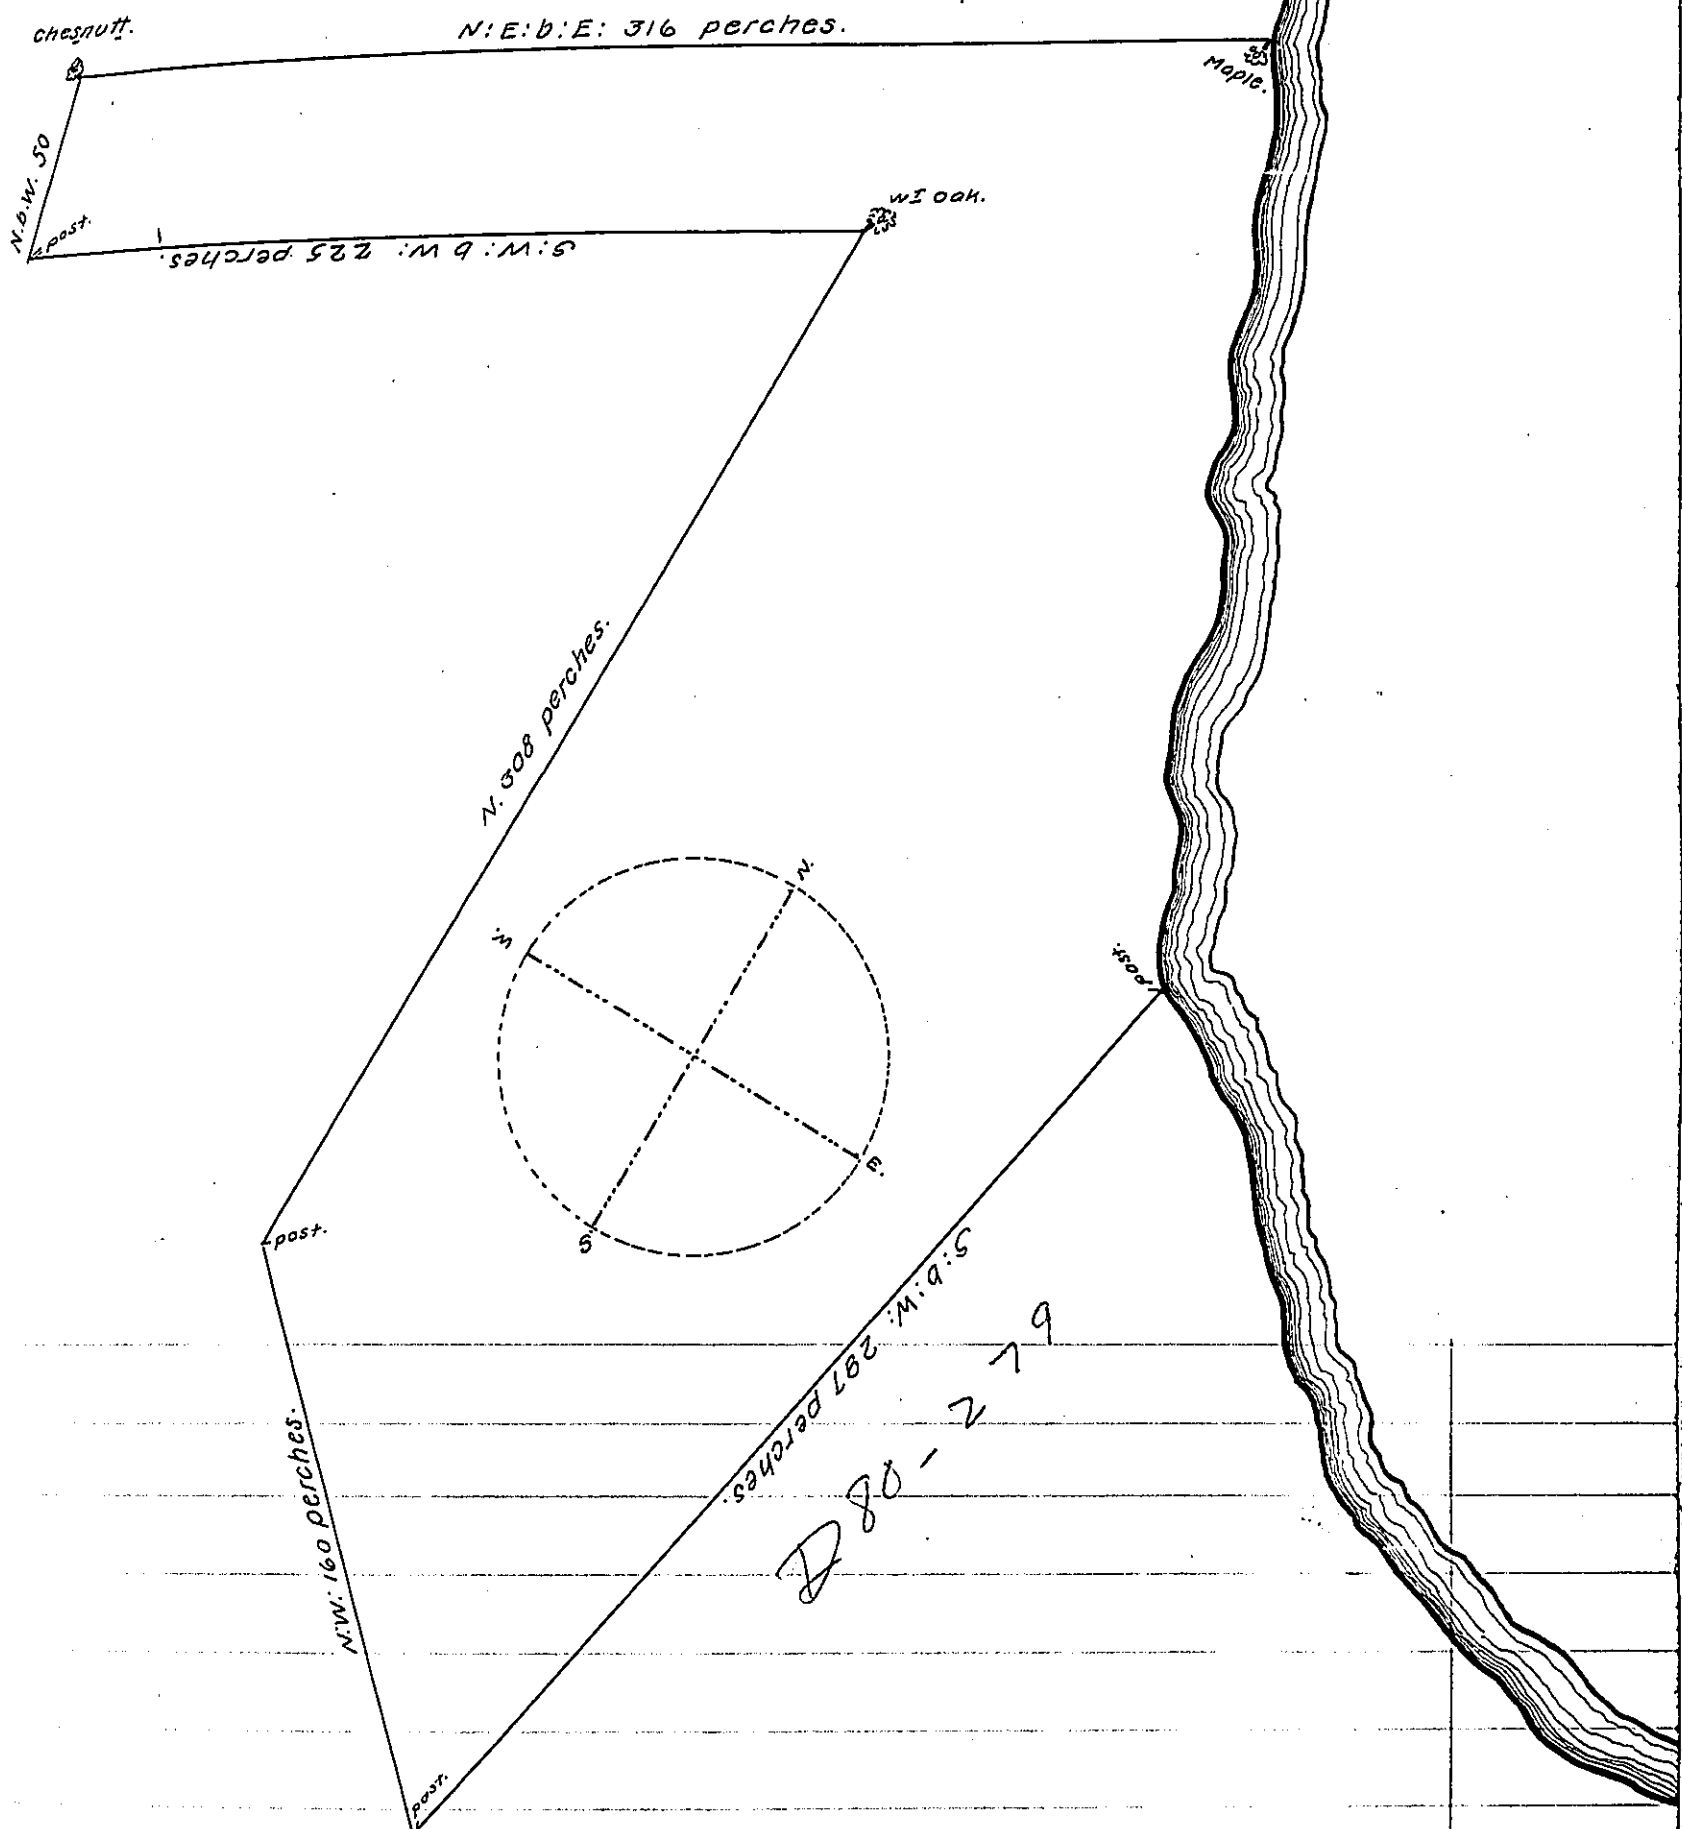 chesnutt.
N:E:b:E: 316 perches.
Maple.
N.b.W. 50
post.
S:W: b W: 225 perches.
wt oak.
N. 308 perches.
N.
W.
E.
S
post.
post.
S:b:W: 287 perches.
D 80-279
N:W: 160 perches.
post.